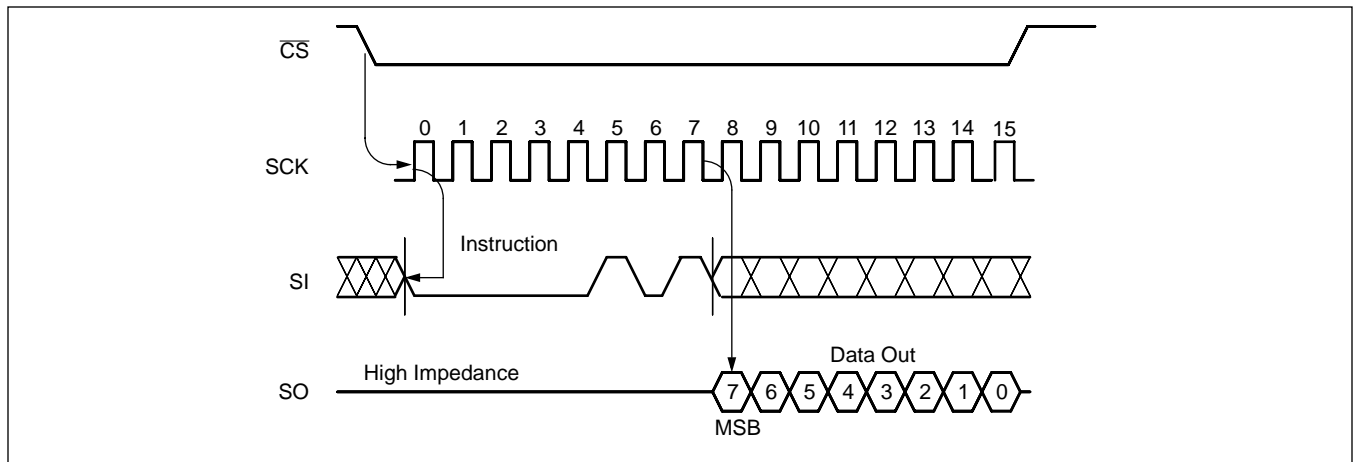 CS
0 1 2 3 4 5 6 7 8 9 10 11 12 13 14 15
SCK
Instruction
SI
Data Out
High Impedance
SO
7 6 5 4 3 2 1 0
MSB